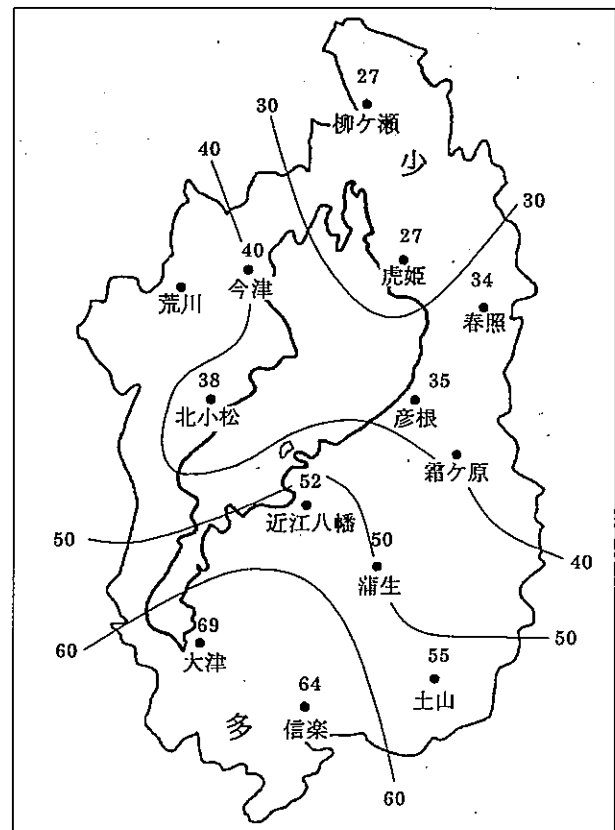 27
柳ケ瀬
30
少
40
30
40
今津
27
虎姫
荒川
34
春照
38
北小松
35
彦根
霜ケ原
52
近江八幡
50
50
蒲生
40
50
60
69
大津
55
土山
64
信楽
多
60